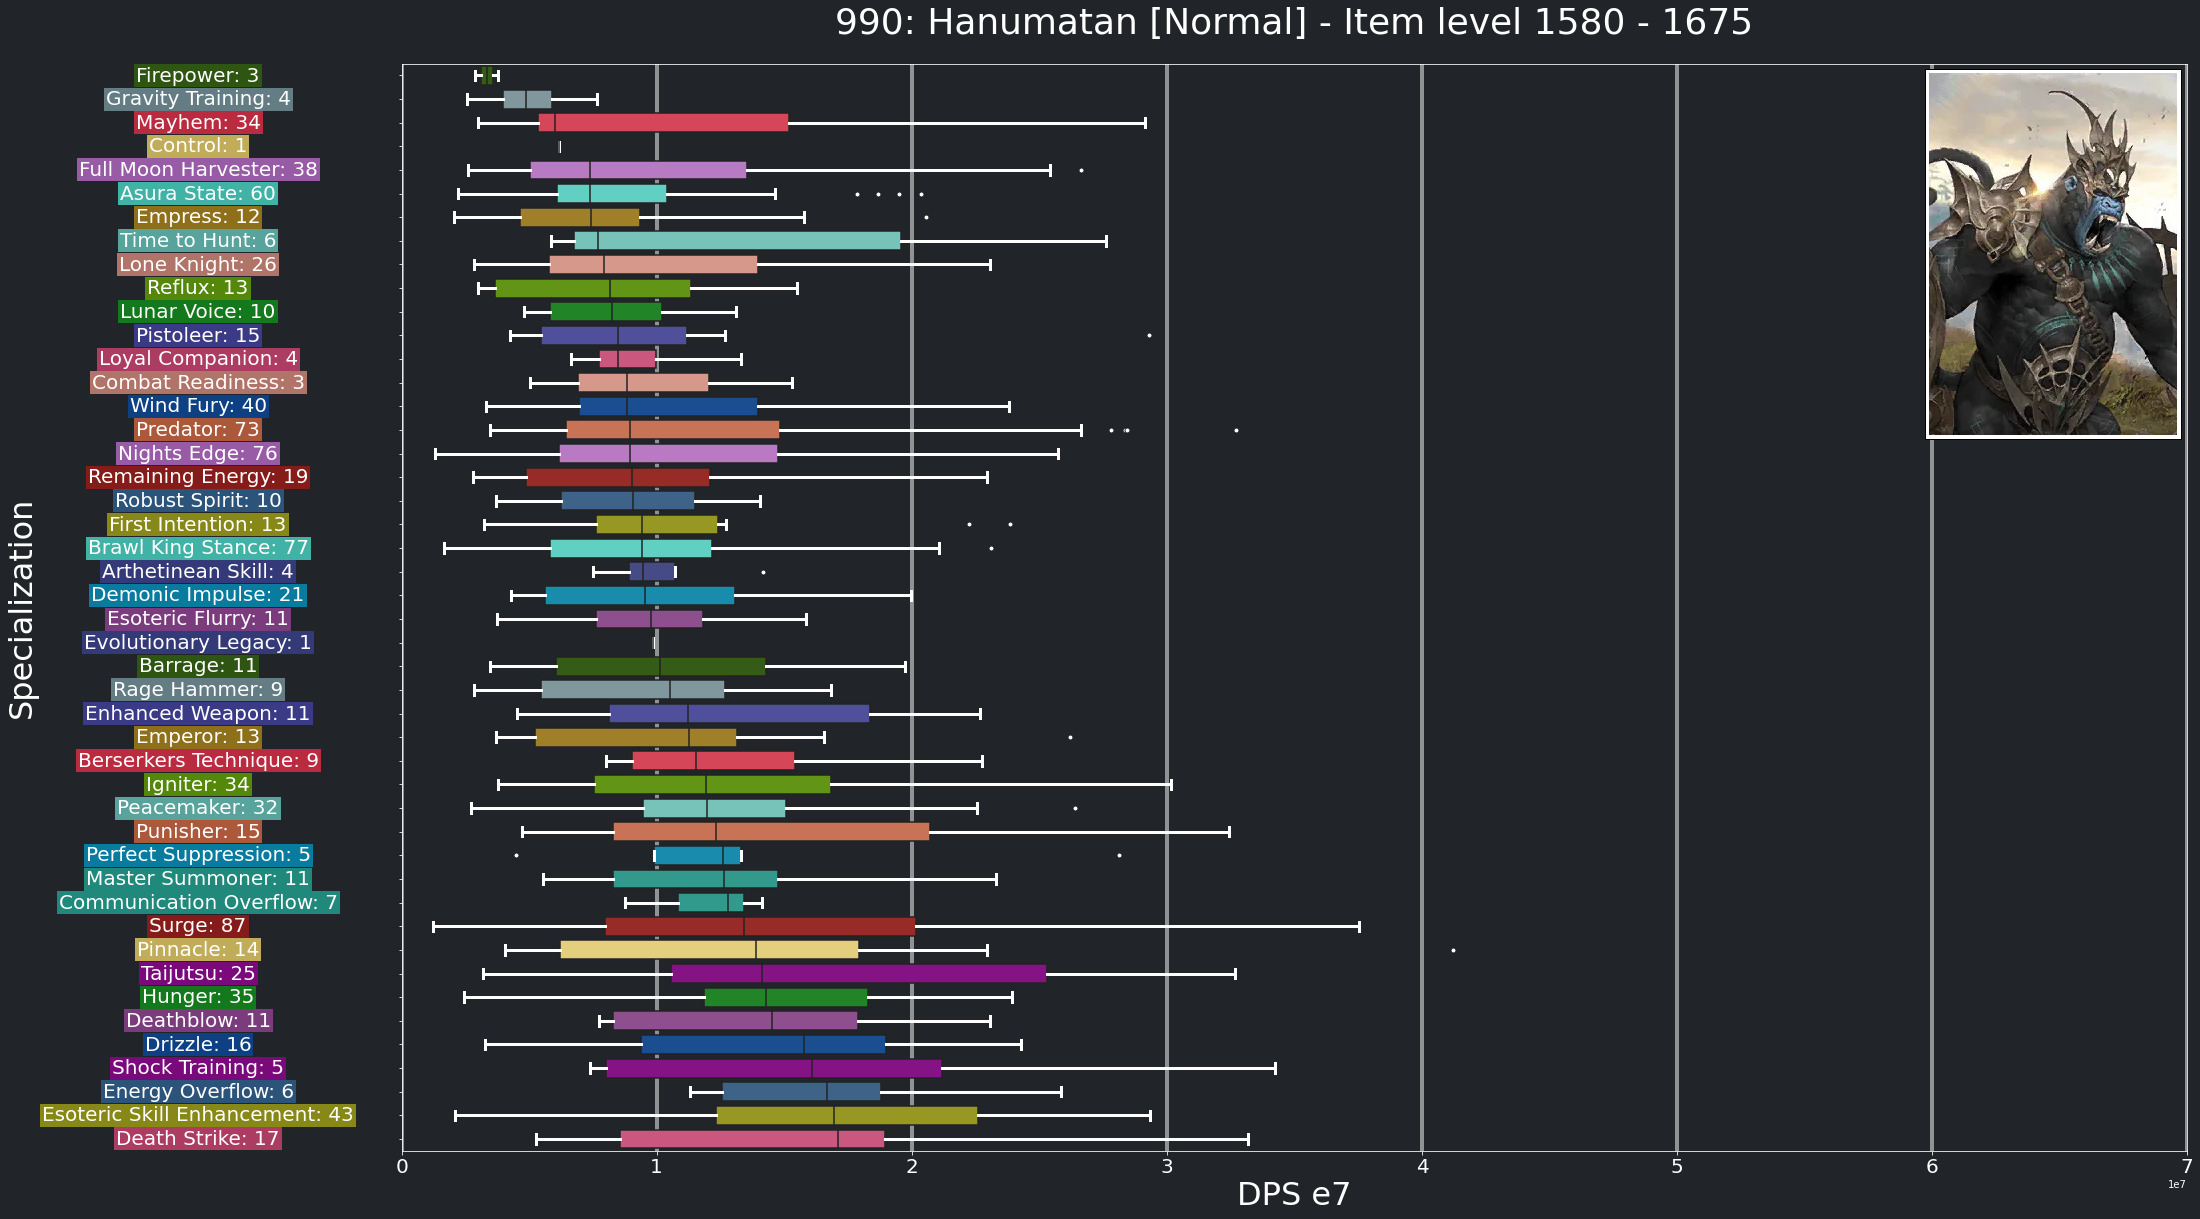 990: Hanumatan [Normal] - Item level 1580 - 1675
Specialization
Firepower: 3
Gravity Training: 4
Mayhem: 34
Control: 1
Full Moon Harvester: 38
Asura State: 60
Empress: 12
Time to Hunt: 6
Lone Knight: 26
Reflux: 13
Lunar Voice: 10
Pistoleer: 15
Loyal Companion: 4
Combat Readiness: 3
Wind Fury: 40
Predator: 73
Nights Edge: 76
Remaining Energy: 19
Robust Spirit: 10
First Intention: 13
Brawl King Stance: 77
Arthetinean Skill: 4
Demonic Impulse: 21
Esoteric Flurry: 11
Evolutionary Legacy: 1
Barrage: 11
Rage Hammer: 9
Enhanced Weapon: 11
Emperor: 13
Berserkers Technique: 9
Igniter: 34
Peacemaker: 32
Punisher: 15
Perfect Suppression: 5
Master Summoner: 11
Communication Overflow: 7
Surge: 87
Pinnacle: 14
Taijutsu: 25
Hunger: 35
Deathblow: 11
Drizzle: 16
Shock Training: 5
Energy Overflow: 6
Esoteric Skill Enhancement: 43
Death Strike: 17
0 1 2 3 4 5 6 7
1e7
DPS e7